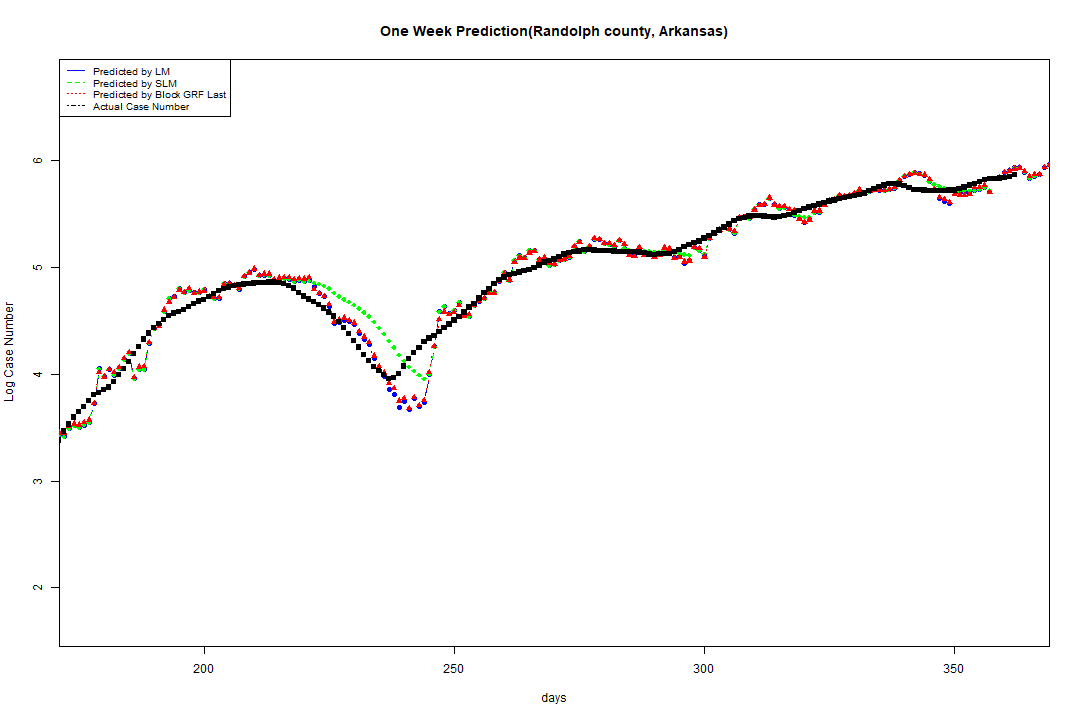 One Week Prediction(Randolph county, Arkansas)
Predicted by LM
Predicted by SLM
Predicted by Block GRF Last
Actual Case Number
6
5
4
3
2
Log Case Number
200
250
300
350
days